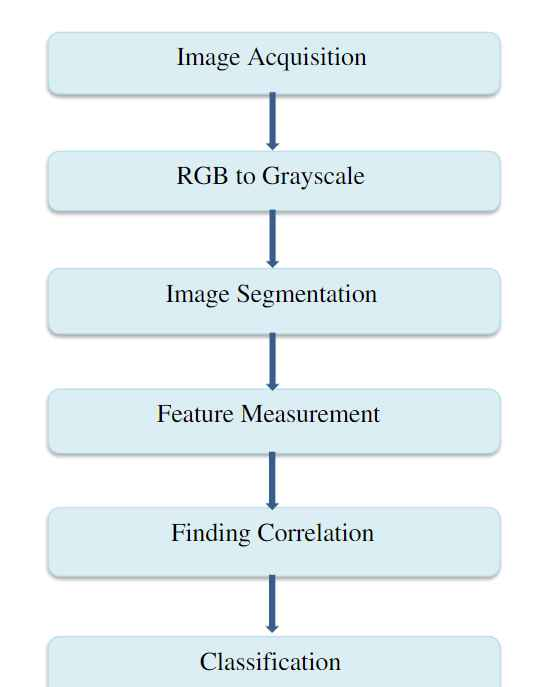 Image Acquisition
RGB to Grayscale
Image Segmentation
Feature Measurement
Finding Correlation
Classification